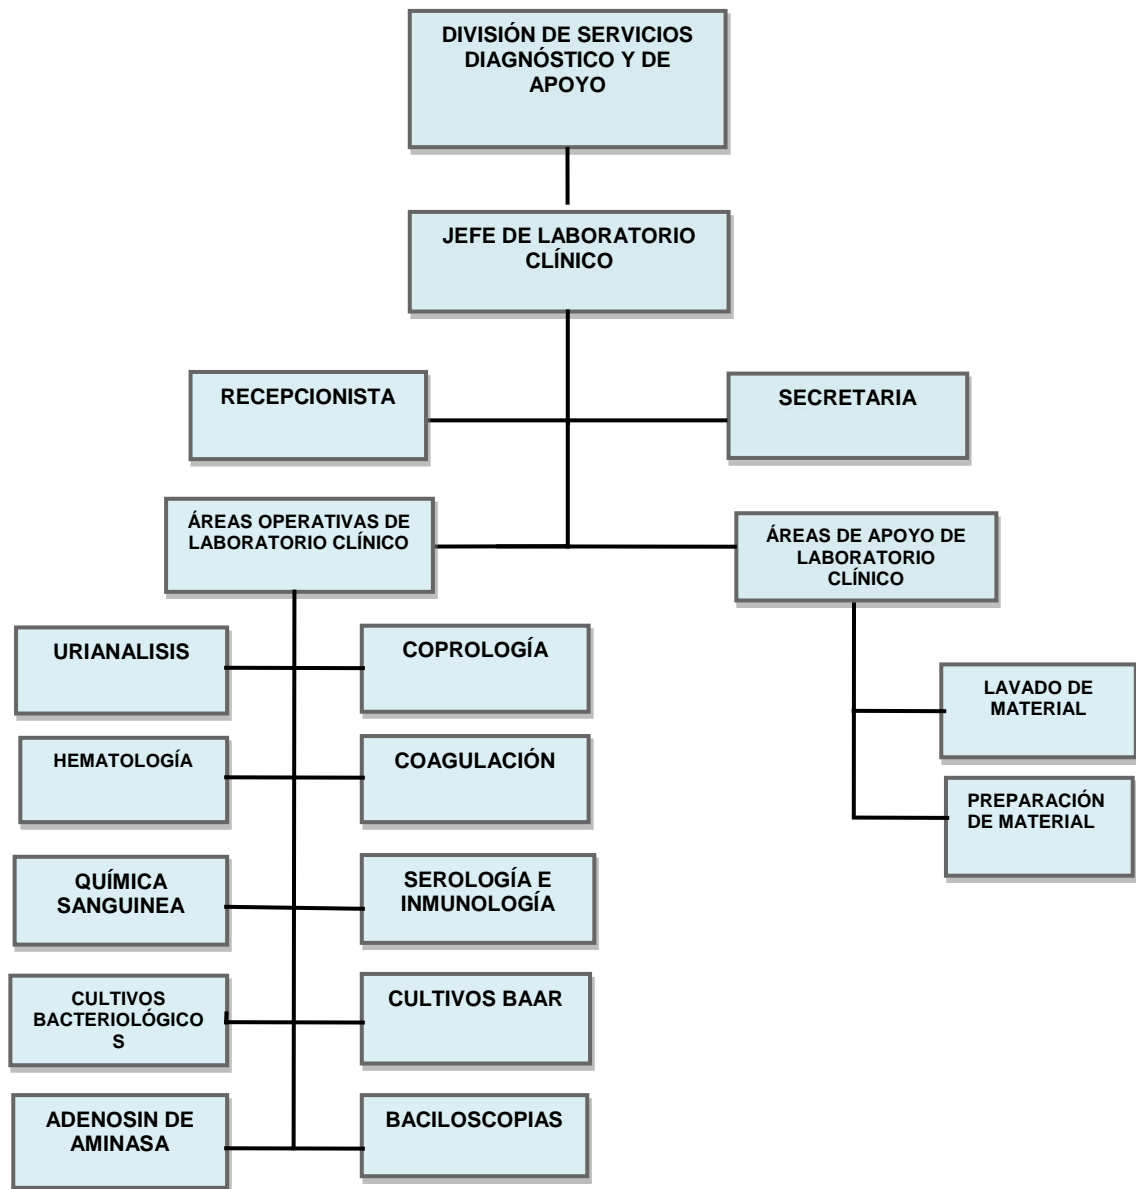 DIVISIÓN DE SERVICIOS
DIAGNÓSTICO Y DE
APOYO
JEFE DE LABORATORIO
CLÍNICO
RECEPCIONISTA
SECRETARIA
ÁREAS OPERATIVAS DE
LABORATORIO CLÍNICO
ÁREAS DE APOYO DE
LABORATORIO
CLÍNICO
URIANALISIS
COPROLOGÍA
LAVADO DE
MATERIAL
HEMATOLOGÍA
COAGULACIÓN
PREPARACIÓN
DE MATERIAL
QUÍMICA
SANGUINEA
SEROLOGÍA E
INMUNOLOGÍA
CULTIVOS
BACTERIOLÓGICO
S
CULTIVOS BAAR
ADENOSIN DE
AMINASA
BACILOSCOPIAS